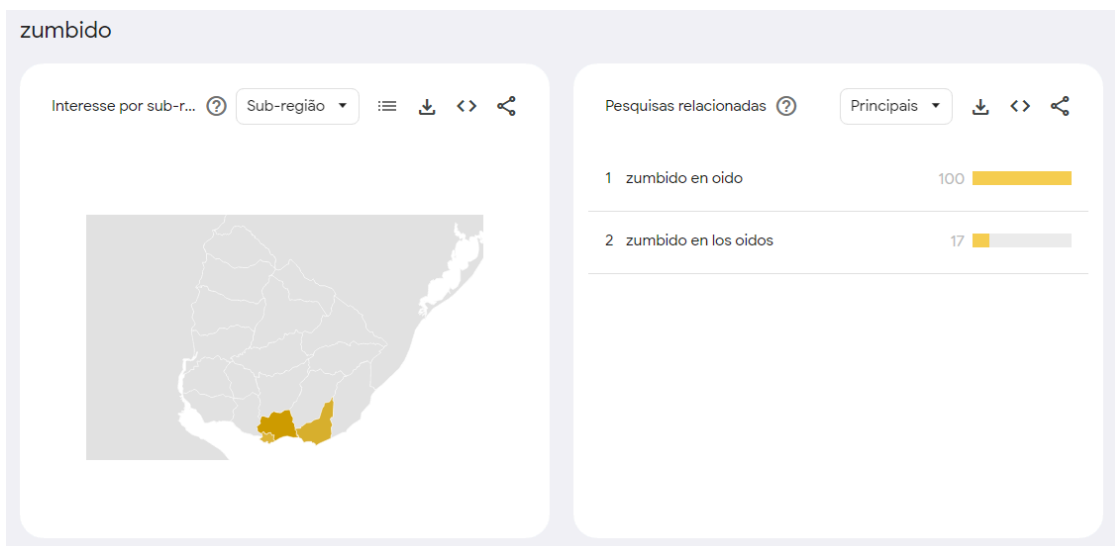 zumbido
Interesse por sub-r... ? Sub-região
Pesquisas relacionadas ? Principais
1 zumbido en oido 100
2 zumbido en los oidos 17